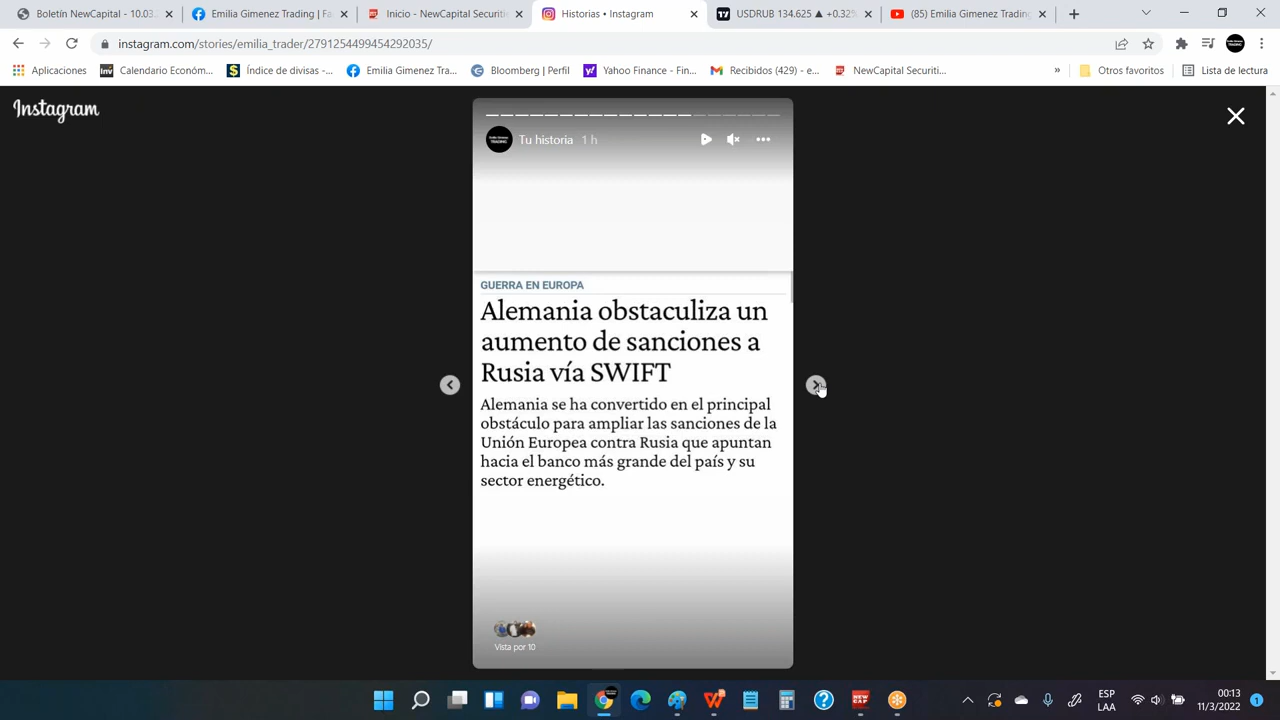 Boletín NewCapital - 10.03.
Emilia Gimenez Trading | Fa
Inicio - NewCapital Securiti
Historias • Instagram
USDRUB 134.625 ▲ +0.32%
(85) Emilia Gimenez Trading
instagram.com/stories/emilia_trader/2791254499454292035/
Aplicaciones
Calendario Económ...
Índice de divisas -...
Emilia Gimenez Tra...
Bloomberg | Perfil
Yahoo Finance - Fin...
Recibidos (429) - e...
NewCapital Securiti...
»
Otros favoritos
Lista de lectura
Instagram
Tu historia 1 h
GUERRA EN EUROPA
Alemania obstaculiza un
aumento de sanciones a
Rusia vía SWIFT
Alemania se ha convertido en el principal
obstáculo para ampliar las sanciones de la
Unión Europea contra Rusia que apuntan
hacia el banco más grande del país y su
sector energético.
Vista por 10
ESP
LAA
00:13
11/3/2022